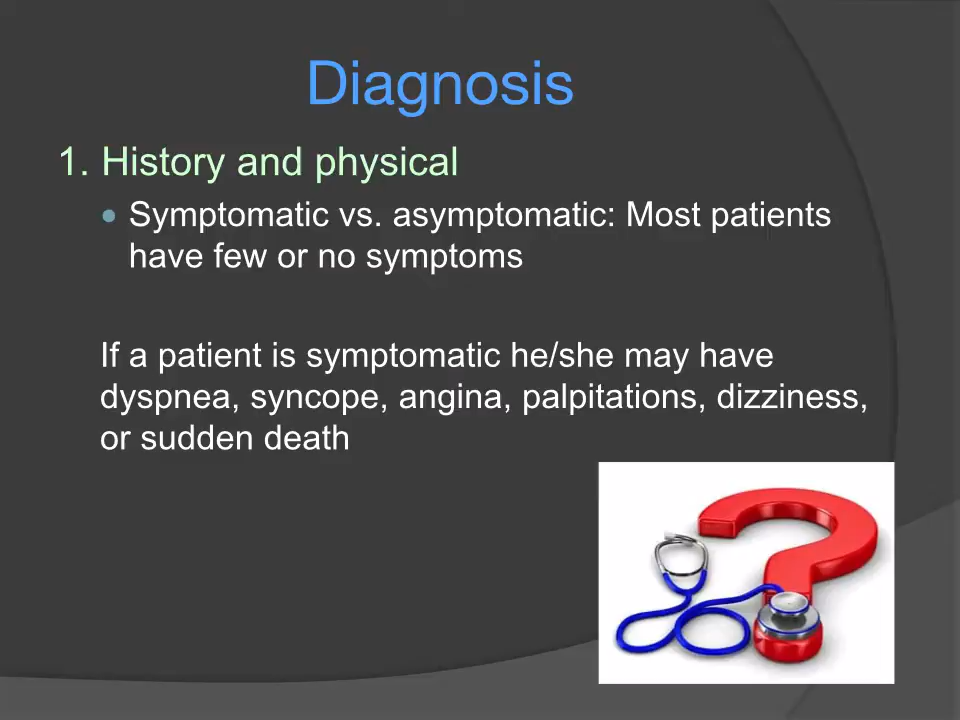 Diagnosis
1. History and physical
• Symptomatic vs. asymptomatic: Most patients
have few or no symptoms
If a patient is symptomatic he/she may have
dyspnea, syncope, angina, palpitations, dizziness,
or sudden death